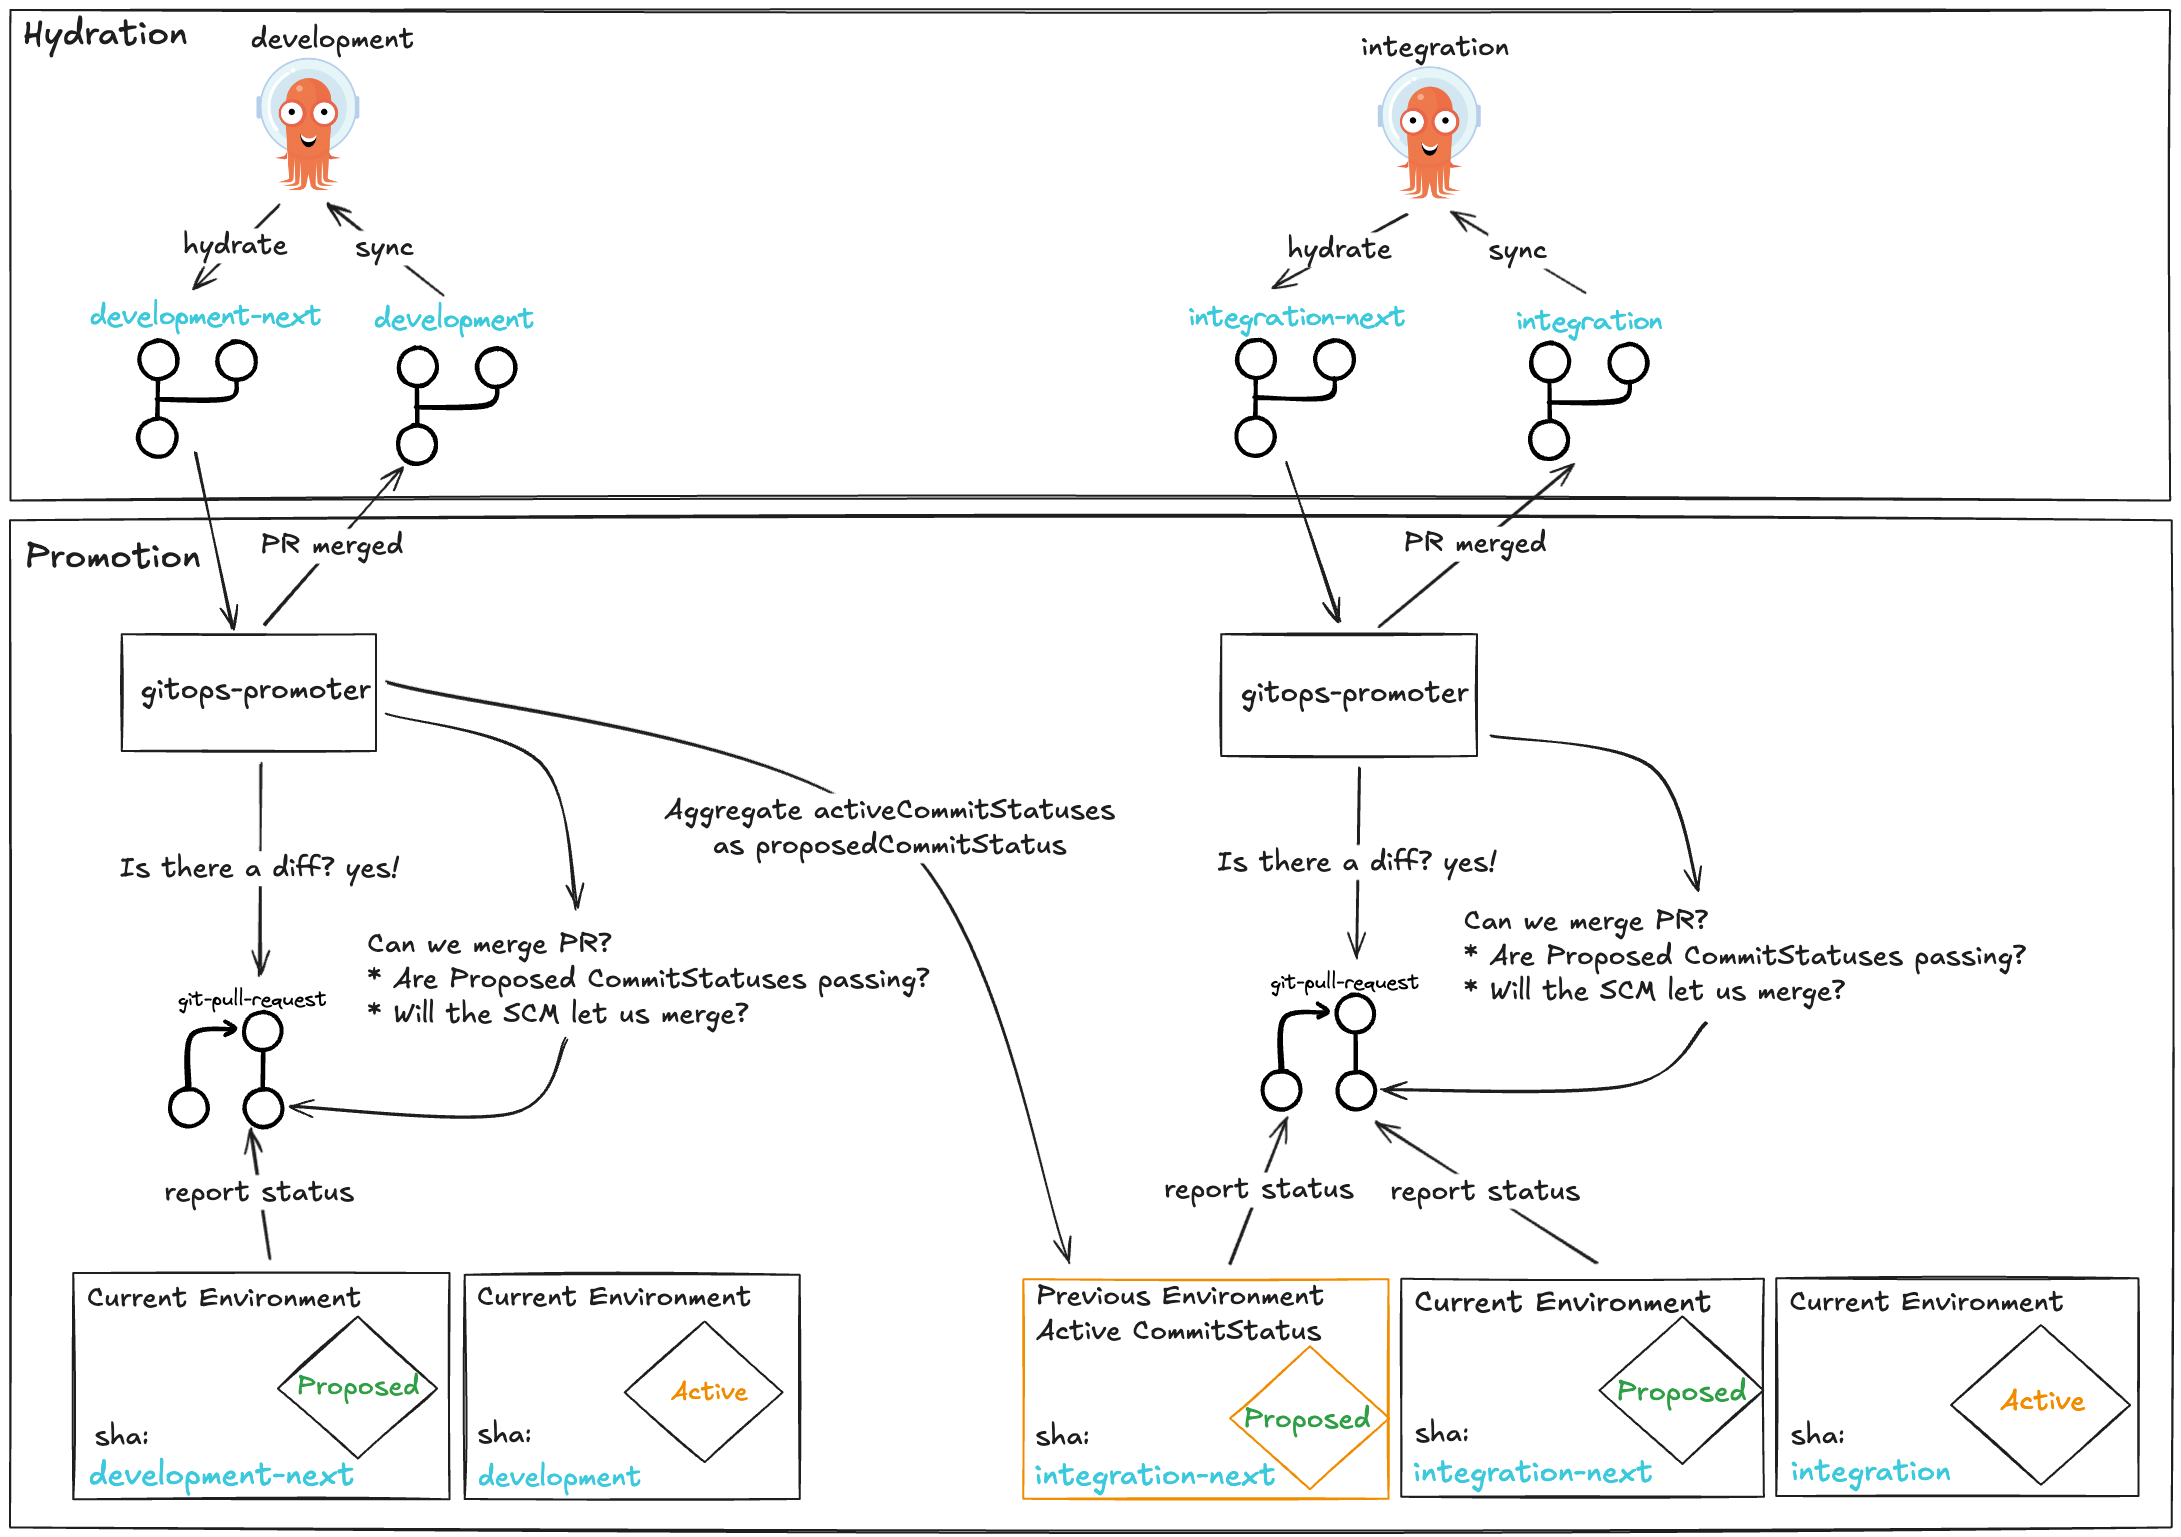 Hydration
development
integration
hydrate
sync
hydrate
sync
development-next
development
integration-next
integration
Promotion
PR merged
PR merged
gitops-promoter
gitops-promoter
Aggregate activeCommitStatuses
as proposedCommitStatus
Is there a diff? yes!
Is there a diff? yes!
Can we merge PR?
* Are Proposed CommitStatuses passing?
* Will the SCM let us merge?
Can we merge PR?
* Are Proposed CommitStatuses passing?
* Will the SCM let us merge?
git-pull-request
git-pull-request
report status
report status
report status
Current Environment
Proposed
sha:
development-next
Current Environment
Active
sha:
development
Previous Environment
Active CommitStatus
Proposed
sha:
integration-next
Current Environment
Proposed
sha:
integration-next
Current Environment
Active
sha:
integration